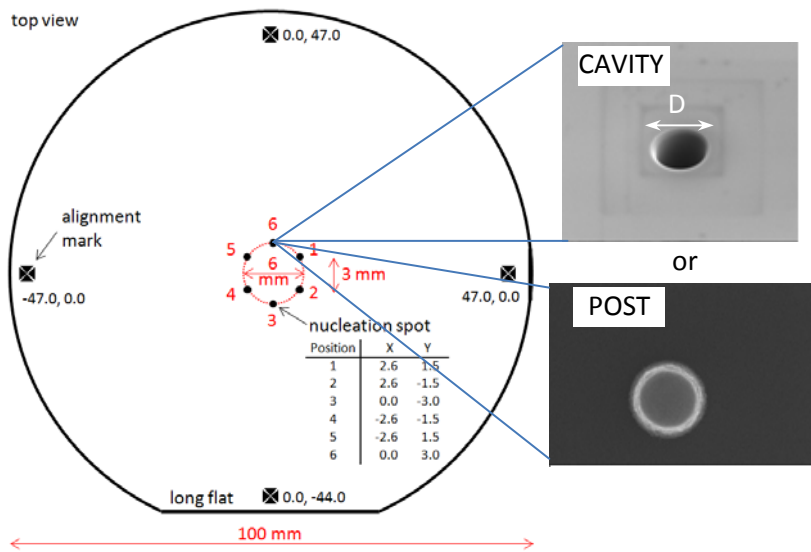 top view
0.0, 47.0
CAVITY
D
alignment
mark
-47.0, 0.0
47.0, 0.0
6
5
1
6
mm
3 mm
4
2
3
nucleation spot
or
POST
Position X Y
1 2.6 1.5
2 2.6 -1.5
3 0.0 -3.0
4 -2.6 -1.5
5 -2.6 1.5
6 0.0 3.0
long flat
0.0, -44.0
100 mm